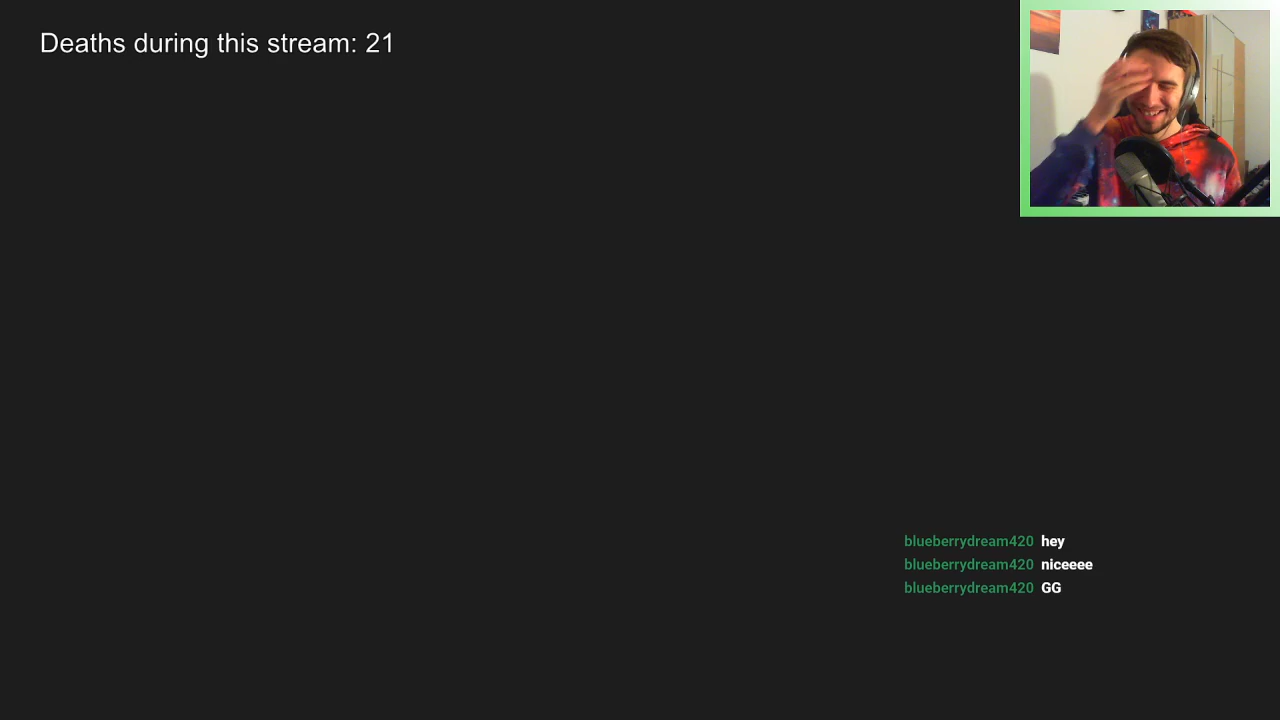 Deaths during this stream: 21
blueberrydream420 hey
blueberrydream420 niceeee
blueberrydream420 GG